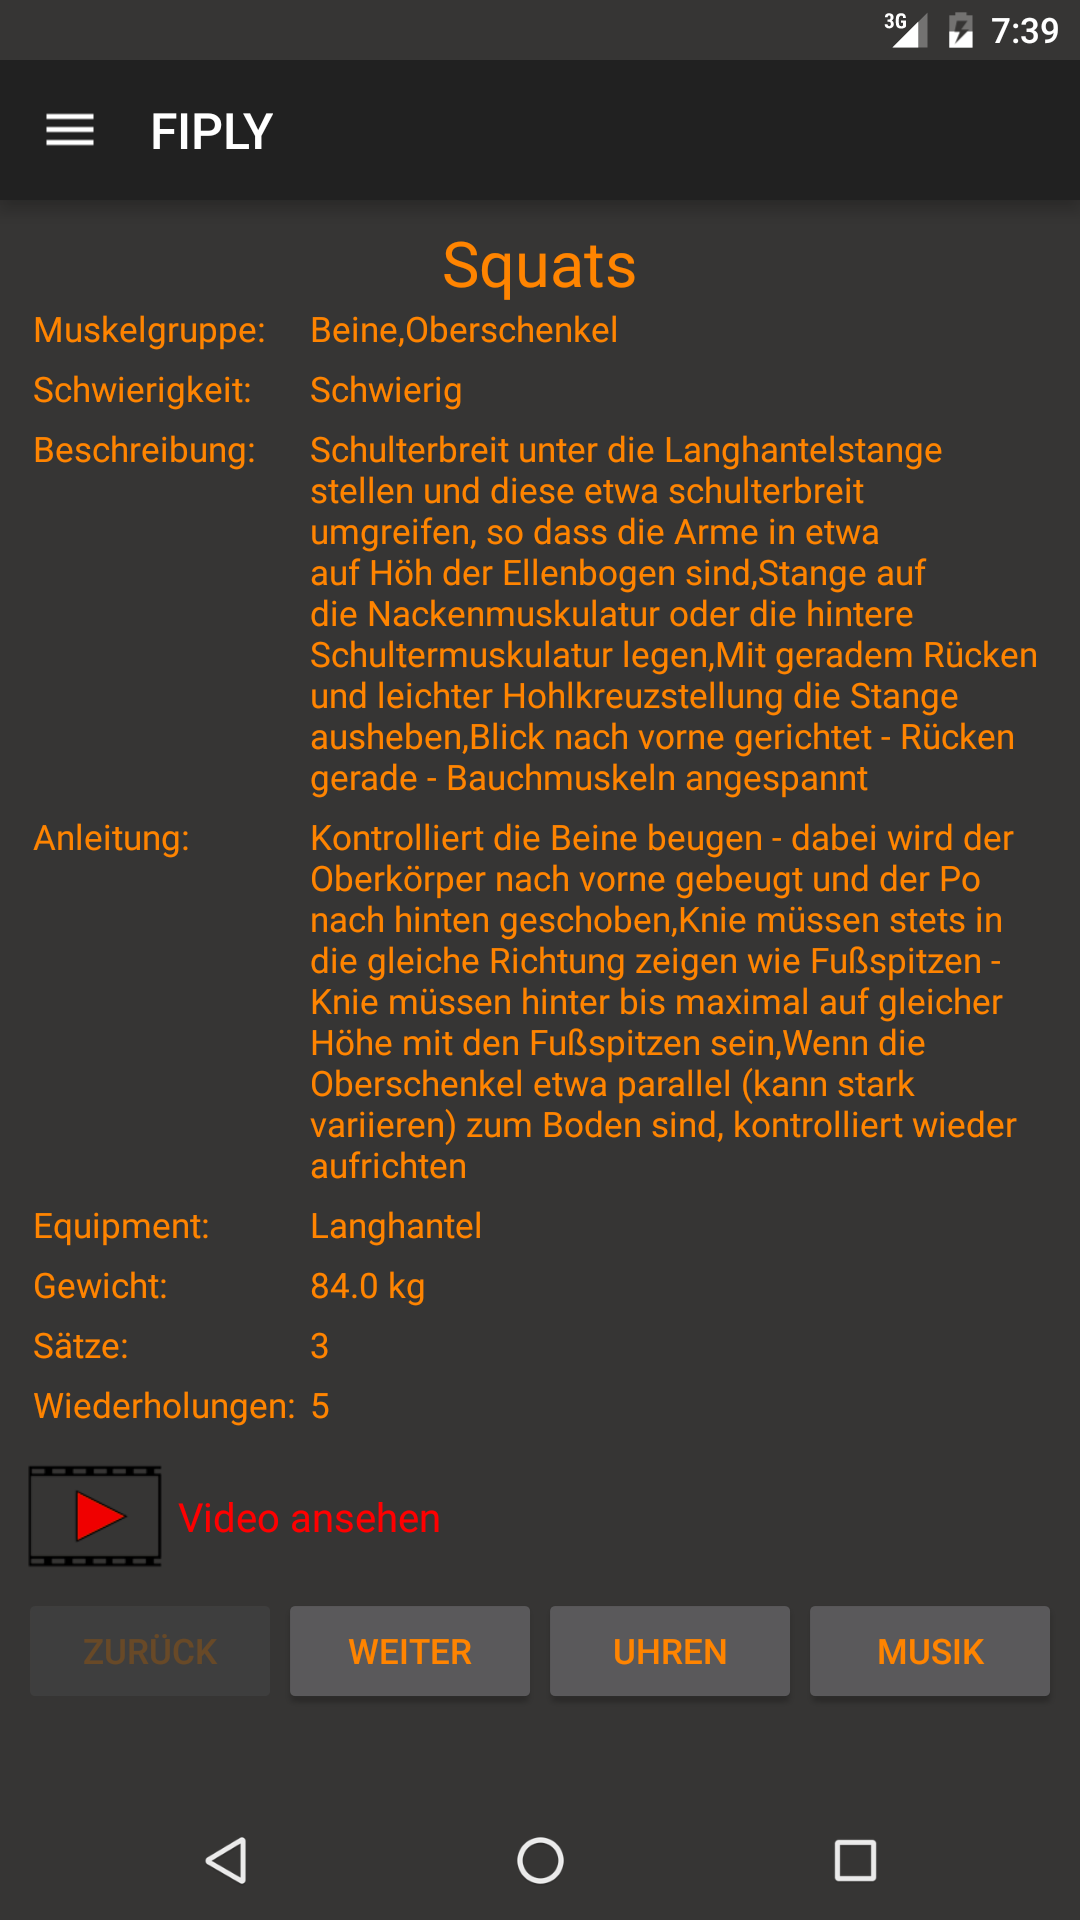 3G 7:39
FIPLY
Squats
Muskelgruppe: Beine,Oberschenkel
Schwierigkeit: Schwierig
Beschreibung: Schulterbreit unter die Langhantelstange
stellen und diese etwa schulterbreit
umgreifen, so dass die Arme in etwa
auf Höh der Ellenbogen sind,Stange auf
die Nackenmuskulatur oder die hintere
Schultermuskulatur legen,Mit geradem Rücken
und leichter Hohlkreuzstellung die Stange
ausheben,Blick nach vorne gerichtet - Rücken
gerade - Bauchmuskeln angespannt
Anleitung: Kontrolliert die Beine beugen - dabei wird der
Oberkörper nach vorne gebeugt und der Po
nach hinten geschoben,Knie müssen stets in
die gleiche Richtung zeigen wie Fußspitzen -
Knie müssen hinter bis maximal auf gleicher
Höhe mit den Fußspitzen sein,Wenn die
Oberschenkel etwa parallel (kann stark
variieren) zum Boden sind, kontrolliert wieder
aufrichten
Equipment: Langhantel
Gewicht: 84.0 kg
Sätze: 3
Wiederholungen: 5
Video ansehen
ZURÜCK WEITER UHREN MUSIK